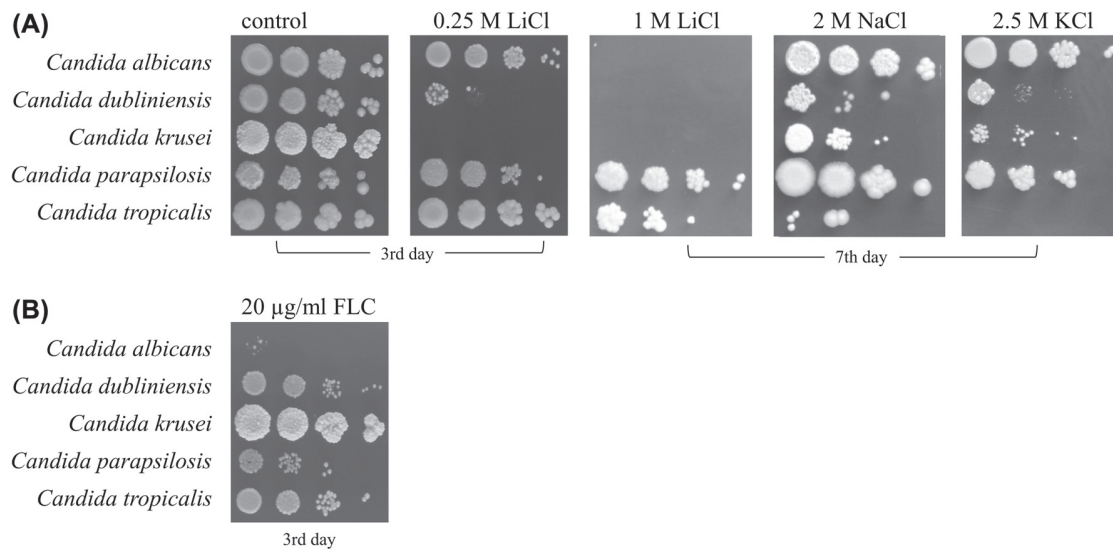 (A)
control 0.25 M LiCl 1 M LiCl 2 M NaCl 2.5 M KCl
Candida albicans
Candida dubliniensis
Candida krusei
Candida parapsilosis
Candida tropicalis
3rd day 7th day
(B)
20 µg/ml FLC
Candida albicans
Candida dubliniensis
Candida krusei
Candida parapsilosis
Candida tropicalis
3rd day